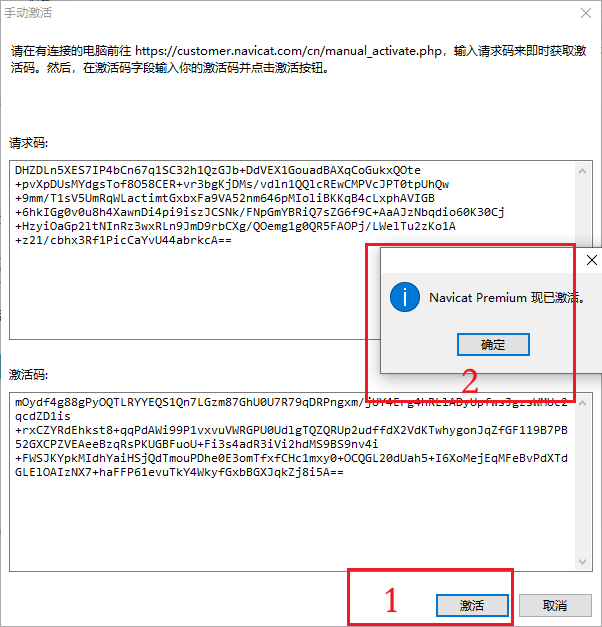 手动激活
请在有连接的电脑前往 https://customer.navicat.com/cn/manual_activate.php，输入请求码来即时获取激
活码。然后，在激活码字段输入你的激活码并点击激活按钮。
请求码:
DHZDLn5XES7IP4bCn67q1SC32h1QzGJb+DdVEX1GouadBAXqCoGukxQOte
+pvXpDUsMYdgsTof8O58CER+vr3bgKjDMs/vdln1QQlcREwCMPVcJPT0tpUhQw
+9mm/T1sV5UmRqWLactimtGxbxFa9VA52nm646pMIoliBKKqB4cLxphAVIGB
+6hkIGg0v0u8h4XawnDi4pi9iszJCSNk/FNpGmYBRiQ7sZG6f9C+AaAJzNbqdio60K30Cj
+HzyiOaGp2ltNInRz3wxRLn9JmD9rbCXg/QOemg1g0QR5FAOPj/LWelTu2zKo1A
+z21/cbhx3Rf1PicCaYvU44abrkcA==
Navicat Premium 现已激活。
确定
2
激活码:
mOydf4g88gPyOQTLRYYEQS1Qn7LGzm87GhU0U7R79qDRPngxm/jUY4Erg4hRLlADyUpfwsJgzsWMUc2
qcdZD1is
+rxCZYRdEhkst8+qqPdAWi99P1vxvuVWRGPU0UdlgTQZQRUp2udffdX2VdKTwhygonJqZfGF119B7PB
52GXCPZVEAeeBzqRsPKUGBFuoU+Fi3s4adR3iVi2hdMS9BS9nv4i
+FWSJKYpkMIdhYaiHSjQdTmouPDhe0E3omTfxfCHc1mxy0+OCQGL20dUah5+I6XoMejEqMFeBvPdXTd
GLElOAIzNX7+haFFP61evuTkY4WkyfGxbBGXJqkZj8i5A==
1
激活
取消